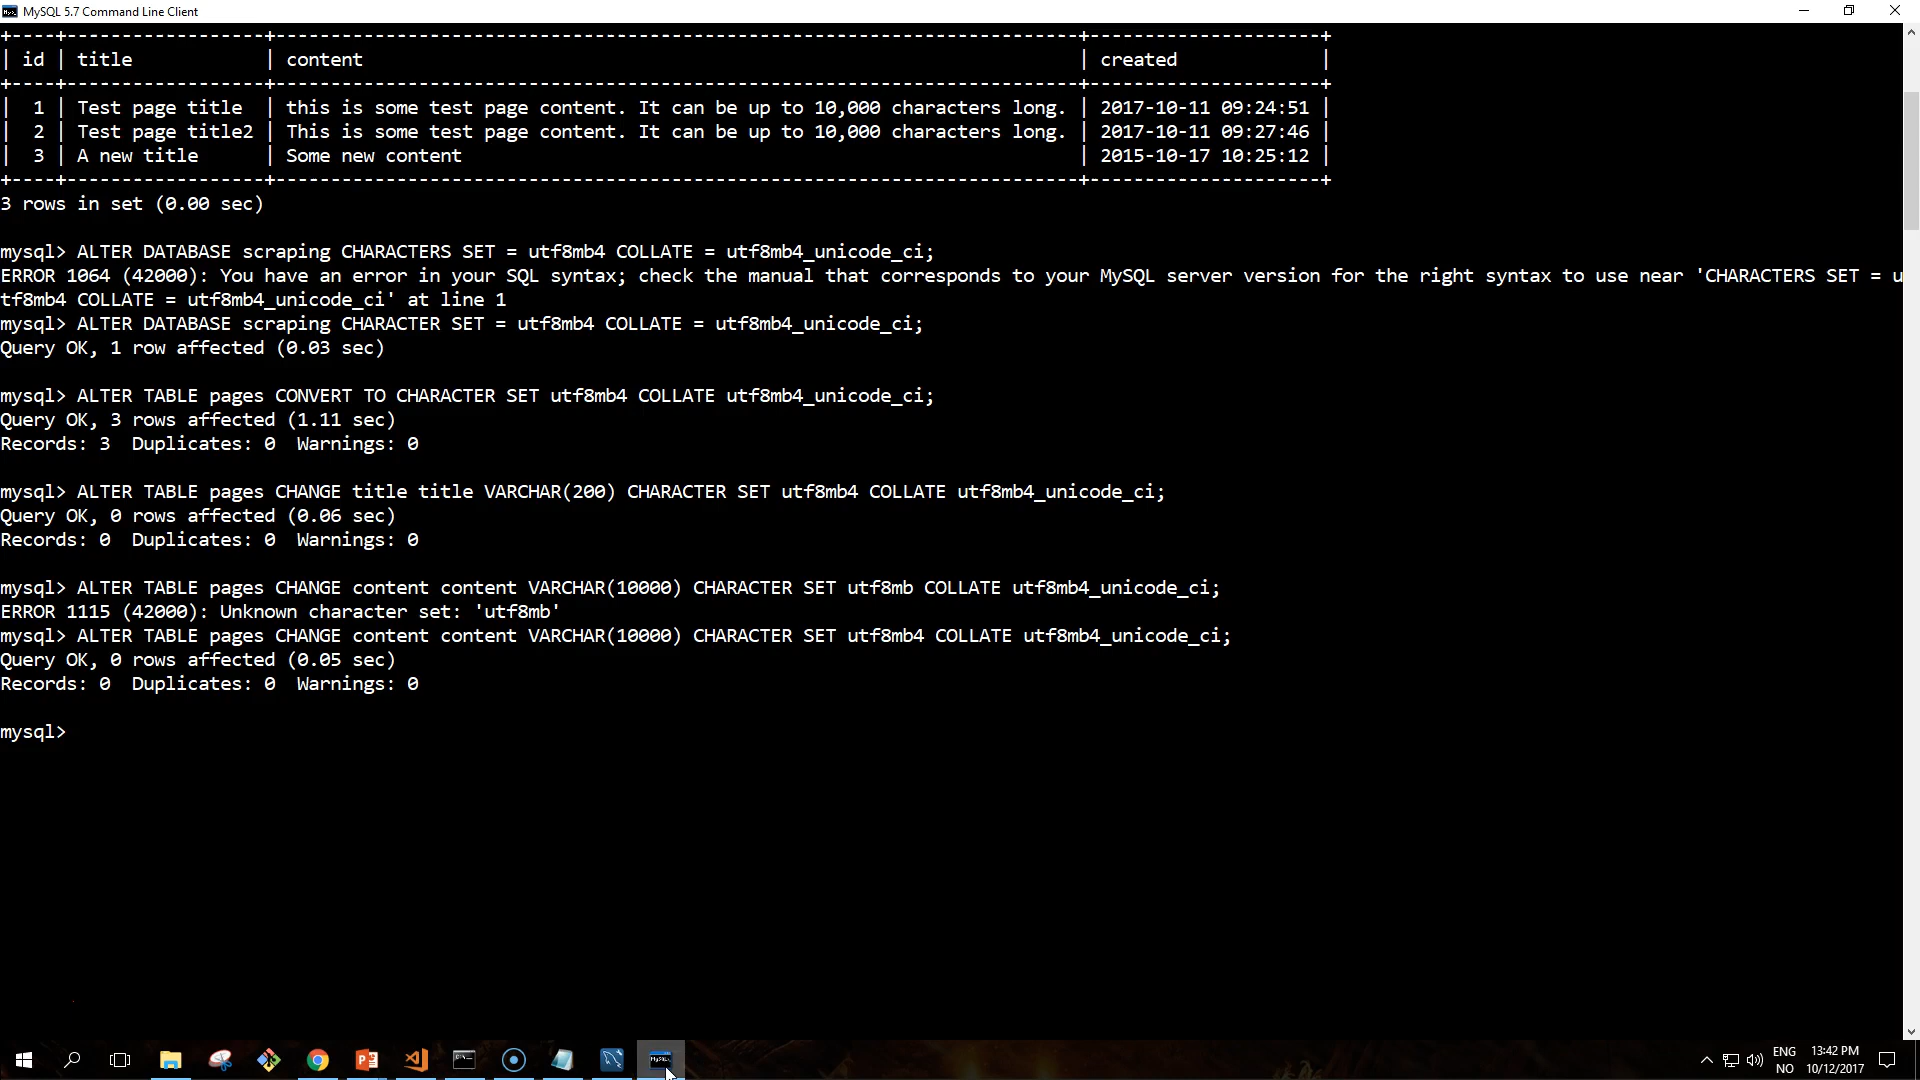 MySQL 5.7 Command Line Client
+----+-----------------+--------------------------------------------------------------------------+---------------------+
| id | title | content | created |
+----+-----------------+--------------------------------------------------------------------------+---------------------+
| 1 | Test page title | this is some test page content. It can be up to 10,000 characters long. | 2017-10-11 09:24:51 |
| 2 | Test page title2 | This is some test page content. It can be up to 10,000 characters long. | 2017-10-11 09:27:46 |
| 3 | A new title | Some new content | 2015-10-17 10:25:12 |
+----+-----------------+--------------------------------------------------------------------------+---------------------+
3 rows in set (0.00 sec)
mysql> ALTER DATABASE scraping CHARACTERS SET = utf8mb4 COLLATE = utf8mb4_unicode_ci;
ERROR 1064 (42000): You have an error in your SQL syntax; check the manual that corresponds to your MySQL server version for the right syntax to use near 'CHARACTERS SET = u
tf8mb4 COLLATE = utf8mb4_unicode_ci' at line 1
mysql> ALTER DATABASE scraping CHARACTER SET = utf8mb4 COLLATE = utf8mb4_unicode_ci;
Query OK, 1 row affected (0.03 sec)
mysql> ALTER TABLE pages CONVERT TO CHARACTER SET utf8mb4 COLLATE utf8mb4_unicode_ci;
Query OK, 3 rows affected (1.11 sec)
Records: 3 Duplicates: 0 Warnings: 0
mysql> ALTER TABLE pages CHANGE title title VARCHAR(200) CHARACTER SET utf8mb4 COLLATE utf8mb4_unicode_ci;
Query OK, 0 rows affected (0.06 sec)
Records: 0 Duplicates: 0 Warnings: 0
mysql> ALTER TABLE pages CHANGE content content VARCHAR(10000) CHARACTER SET utf8mb COLLATE utf8mb4_unicode_ci;
ERROR 1115 (42000): Unknown character set: 'utf8mb'
mysql> ALTER TABLE pages CHANGE content content VARCHAR(10000) CHARACTER SET utf8mb4 COLLATE utf8mb4_unicode_ci;
Query OK, 0 rows affected (0.05 sec)
Records: 0 Duplicates: 0 Warnings: 0
mysql>
ENG 13:42 PM
NO 10/12/2017